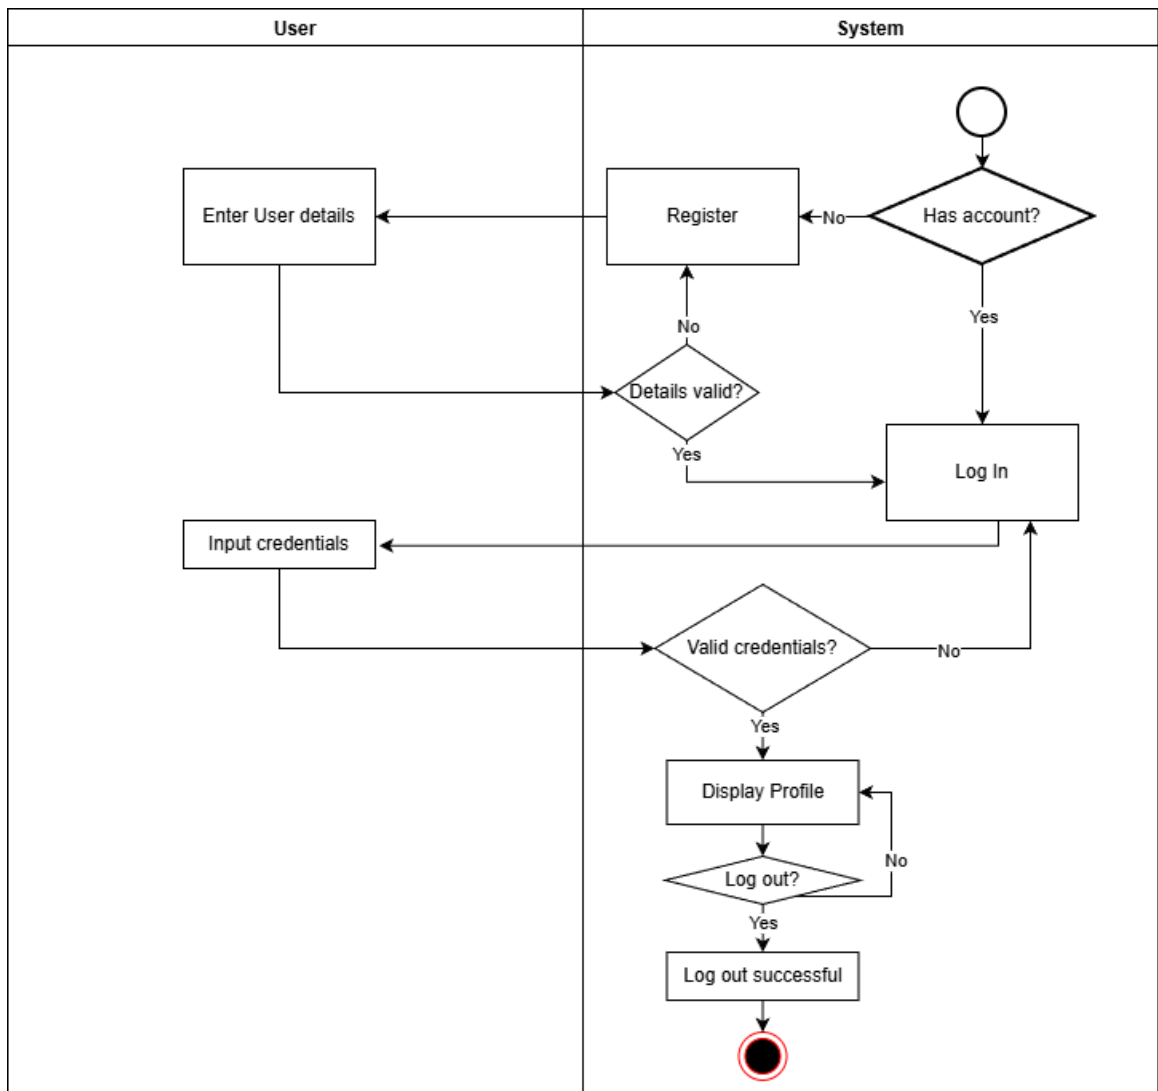 User
System
Enter User details
Register
No
Has account?
Yes
No
Details valid?
Yes
Log In
Input credentials
Valid credentials?
No
Yes
Display Profile
No
Log out?
Yes
Log out successful